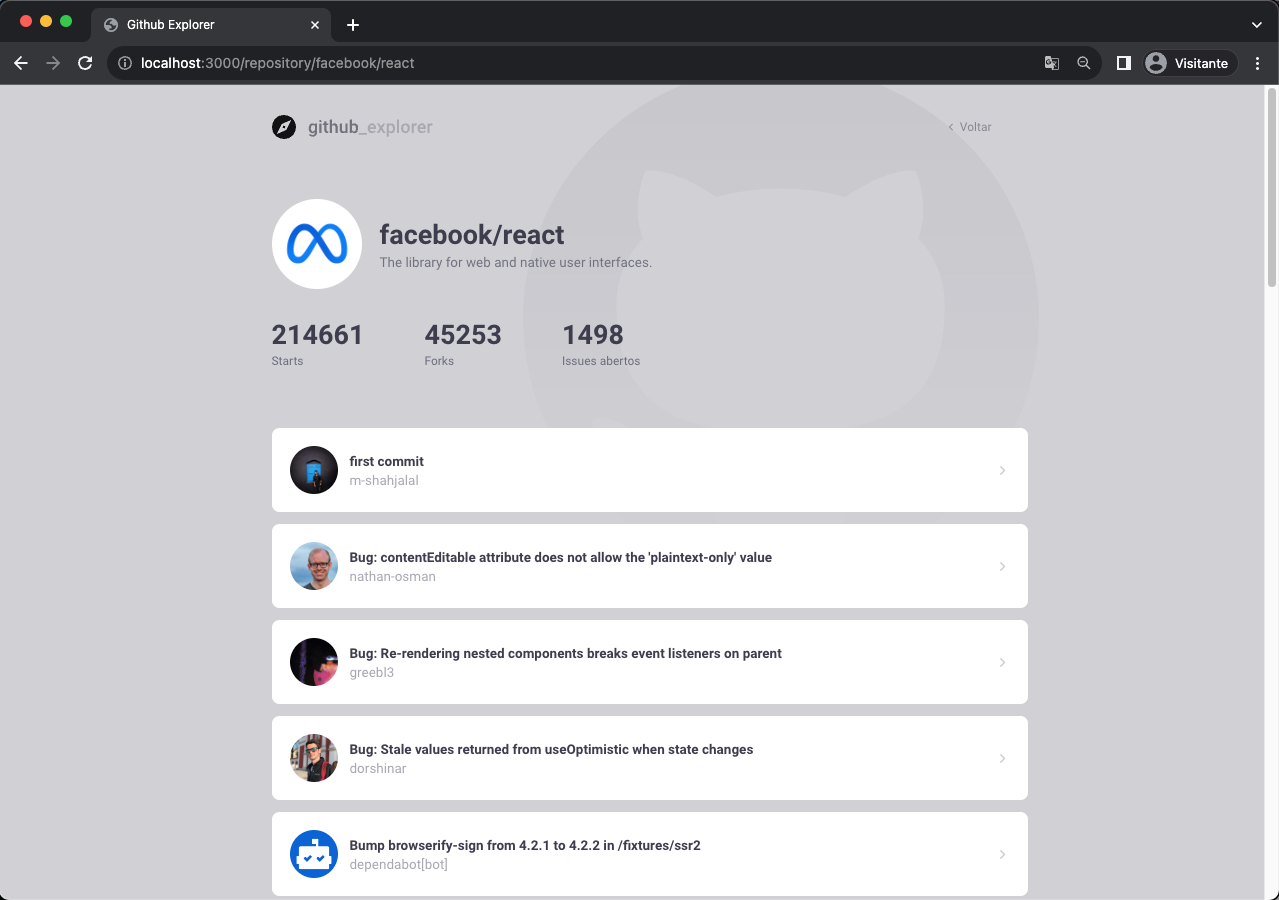 Github Explorer
localhost:3000/repository/facebook/react
Visitante
github_explorer
Voltar
facebook/react
The library for web and native user interfaces.
214661 45253 1498
Starts Forks Issues abertos
first commit
m-shahjalal
Bug: contentEditable attribute does not allow the 'plaintext-only' value
nathan-osman
Bug: Re-rendering nested components breaks event listeners on parent
greebl3
Bug: Stale values returned from useOptimistic when state changes
dorshinar
Bump browserify-sign from 4.2.1 to 4.2.2 in /fixtures/ssr2
dependabot[bot]